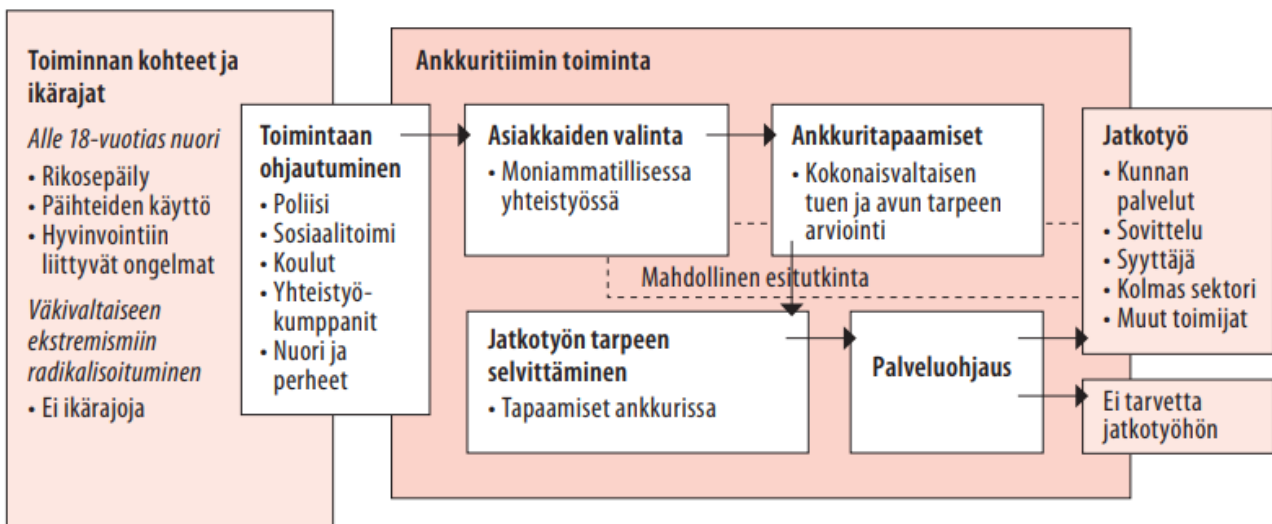 Toiminnan kohteet ja
ikärajat
Alle 18-vuotias nuori
• Rikosepäily
• Päihteiden käyttö
• Hyvinvointiin
liittyvät ongelmat
Väkivaltaiseen
ekstremismiin
radikalisoituminen
• Ei ikärajoja
Toimintaan
ohjautuminen
• Poliisi
• Sosiaalitoimi
• Koulut
• Yhteistyö-
kumppanit
• Nuori ja
perheet
Ankkuritiimin toiminta
Asiakkaiden valinta
• Moniammatillisessa
yhteistyössä
Ankkuritapaamiset
• Kokonaisvaltaisen
tuen ja avun tarpeen
arviointi
Mahdollinen esitutkinta
Jatkotyön tarpeen
selvittäminen
• Tapaamiset ankkurissa
Palveluohjaus
Jatkotyö
• Kunnan
palvelut
• Sovittelu
• Syyttäjä
• Kolmas sektori
• Muut toimijat
Ei tarvetta
jatkotyöhön